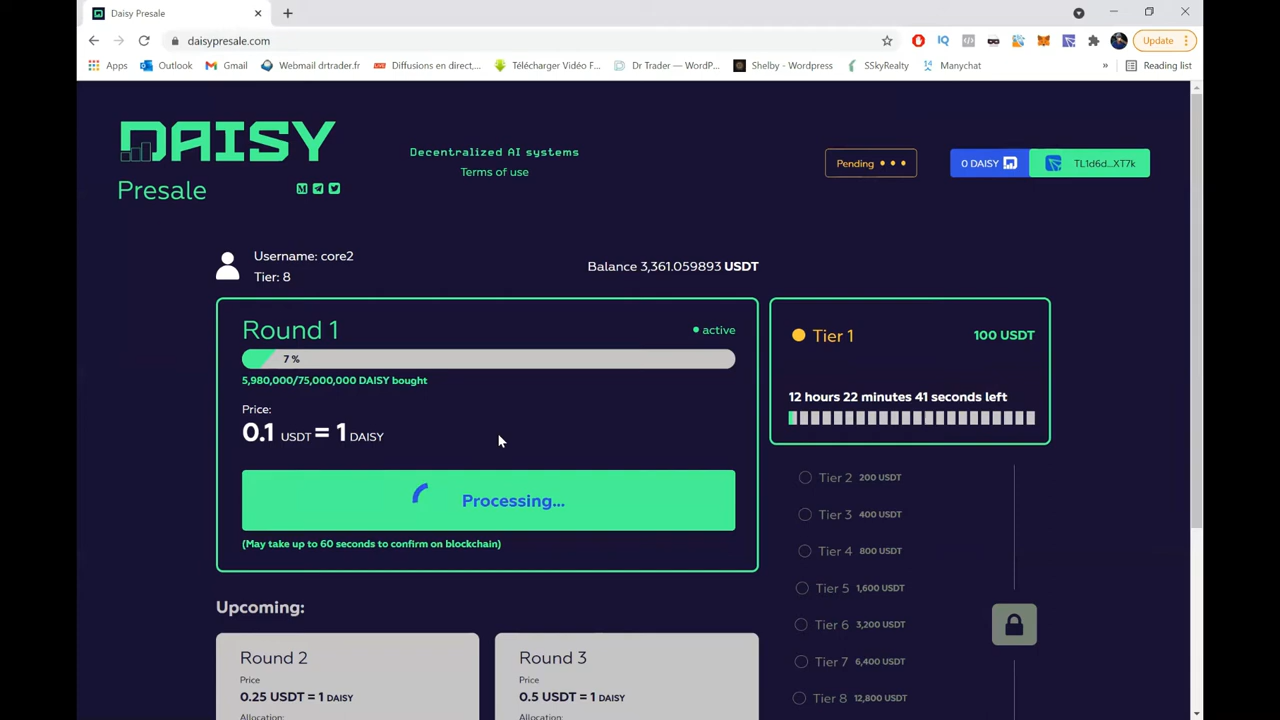 Daisy Presale
daisypresale.com
Update
Apps
Outlook
Gmail
Webmail drtrader.fr
Diffusions en direct,...
Télécharger Vidéo F...
Dr Trader — WordP...
Shelby - Wordpress
SSkyRealty
Manychat
»
Reading list
DAISY
Presale
Decentralized AI systems
Terms of use
Pending
0 DAISY
TL1d6d...XT7k
Username: core2
Tier: 8
Balance 3,361.059893 USDT
Round 1
active
7 %
5,980,000/75,000,000 DAISY bought
Price:
0.1 USDT = 1 DAISY
Processing...
(May take up to 60 seconds to confirm on blockchain)
Tier 1 100 USDT
12 hours 22 minutes 41 seconds left
Tier 2 200 USDT
Tier 3 400 USDT
Tier 4 800 USDT
Tier 5 1,600 USDT
Tier 6 3,200 USDT
Tier 7 6,400 USDT
Tier 8 12,800 USDT
Upcoming:
Round 2
Price
0.25 USDT = 1 DAISY
Allocation:
Round 3
Price
0.5 USDT = 1 DAISY
Allocation: